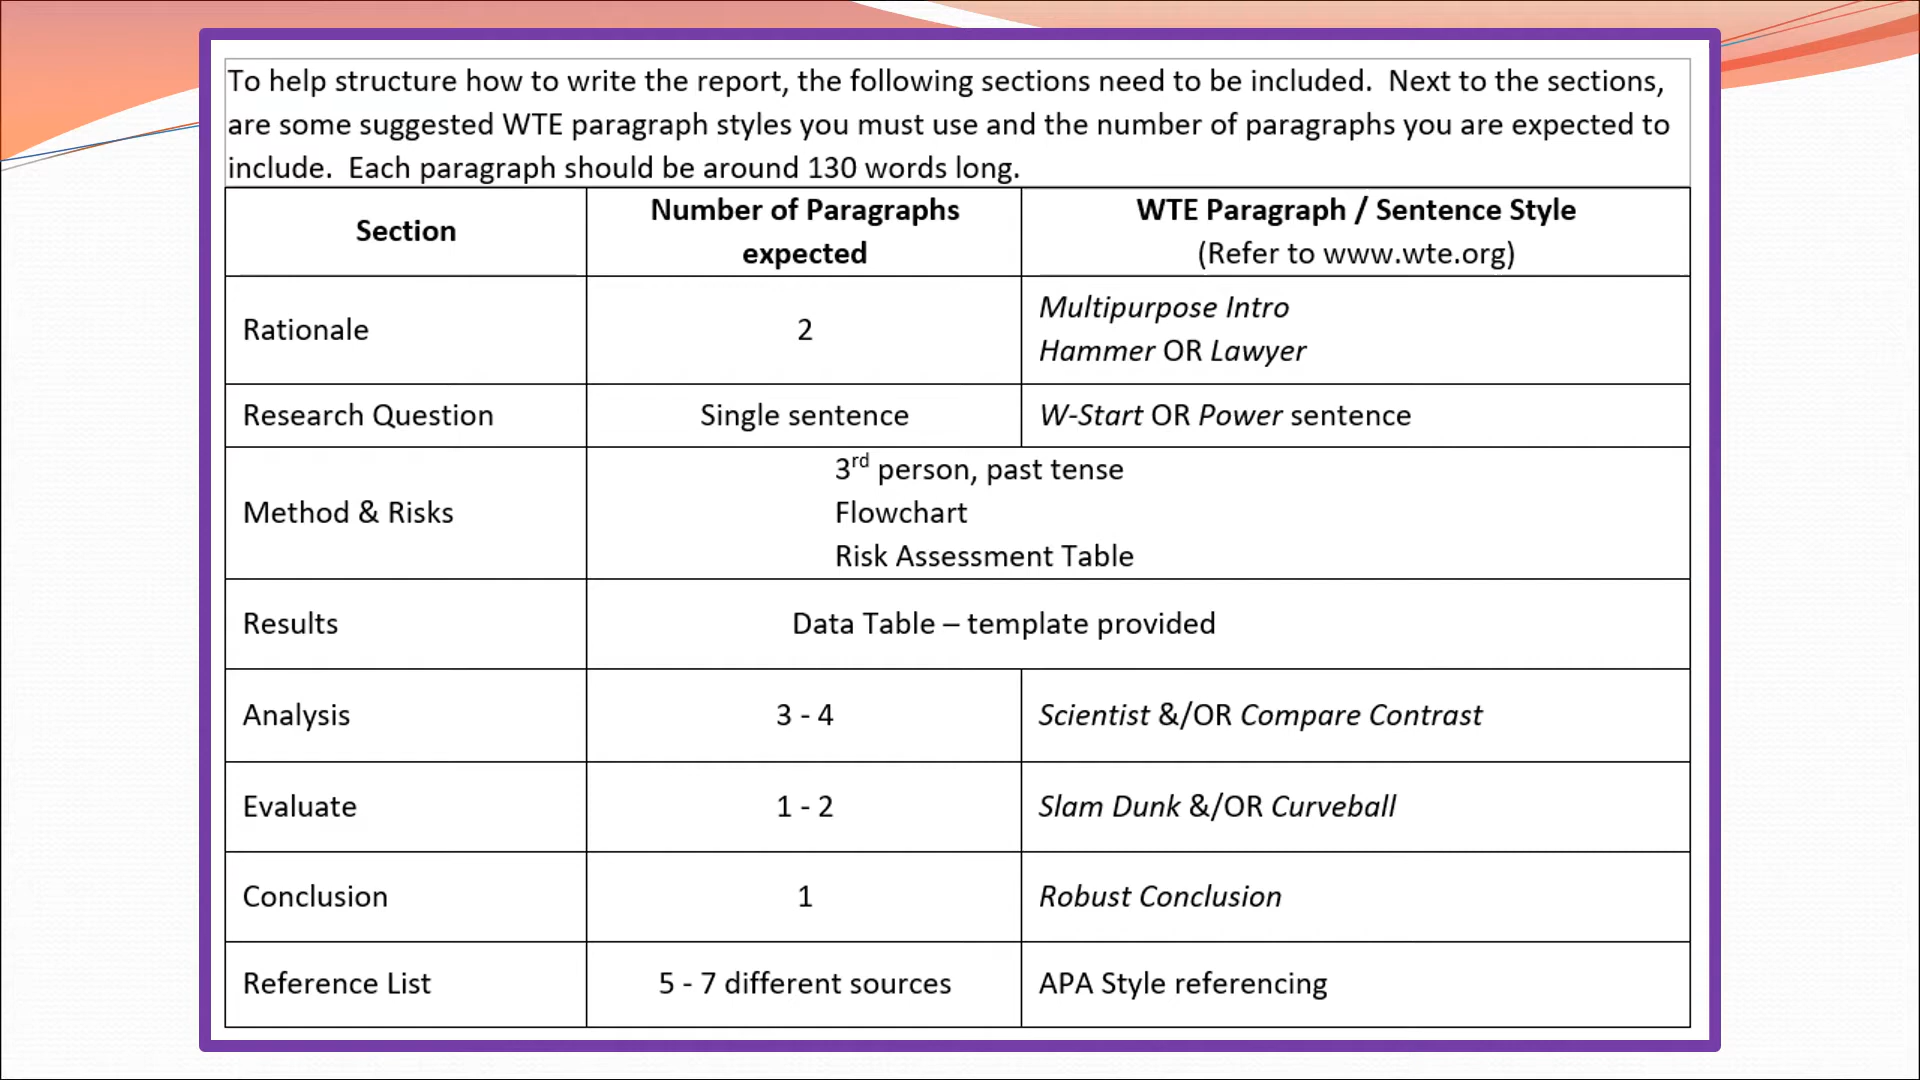 To help structure how to write the report, the following sections need to be included.  Next to the sections,
are some suggested WTE paragraph styles you must use and the number of paragraphs you are expected to
include.  Each paragraph should be around 130 words long.
Section
Number of Paragraphs
expected
WTE Paragraph / Sentence Style
(Refer to www.wte.org)
Rationale
2
Multipurpose Intro
Hammer OR Lawyer
Research Question
Single sentence
W-Start OR Power sentence
Method & Risks
3rd person, past tense
Flowchart
Risk Assessment Table
Results
Data Table – template provided
Analysis
3 - 4
Scientist &/OR Compare Contrast
Evaluate
1 - 2
Slam Dunk &/OR Curveball
Conclusion
1
Robust Conclusion
Reference List
5 - 7 different sources
APA Style referencing